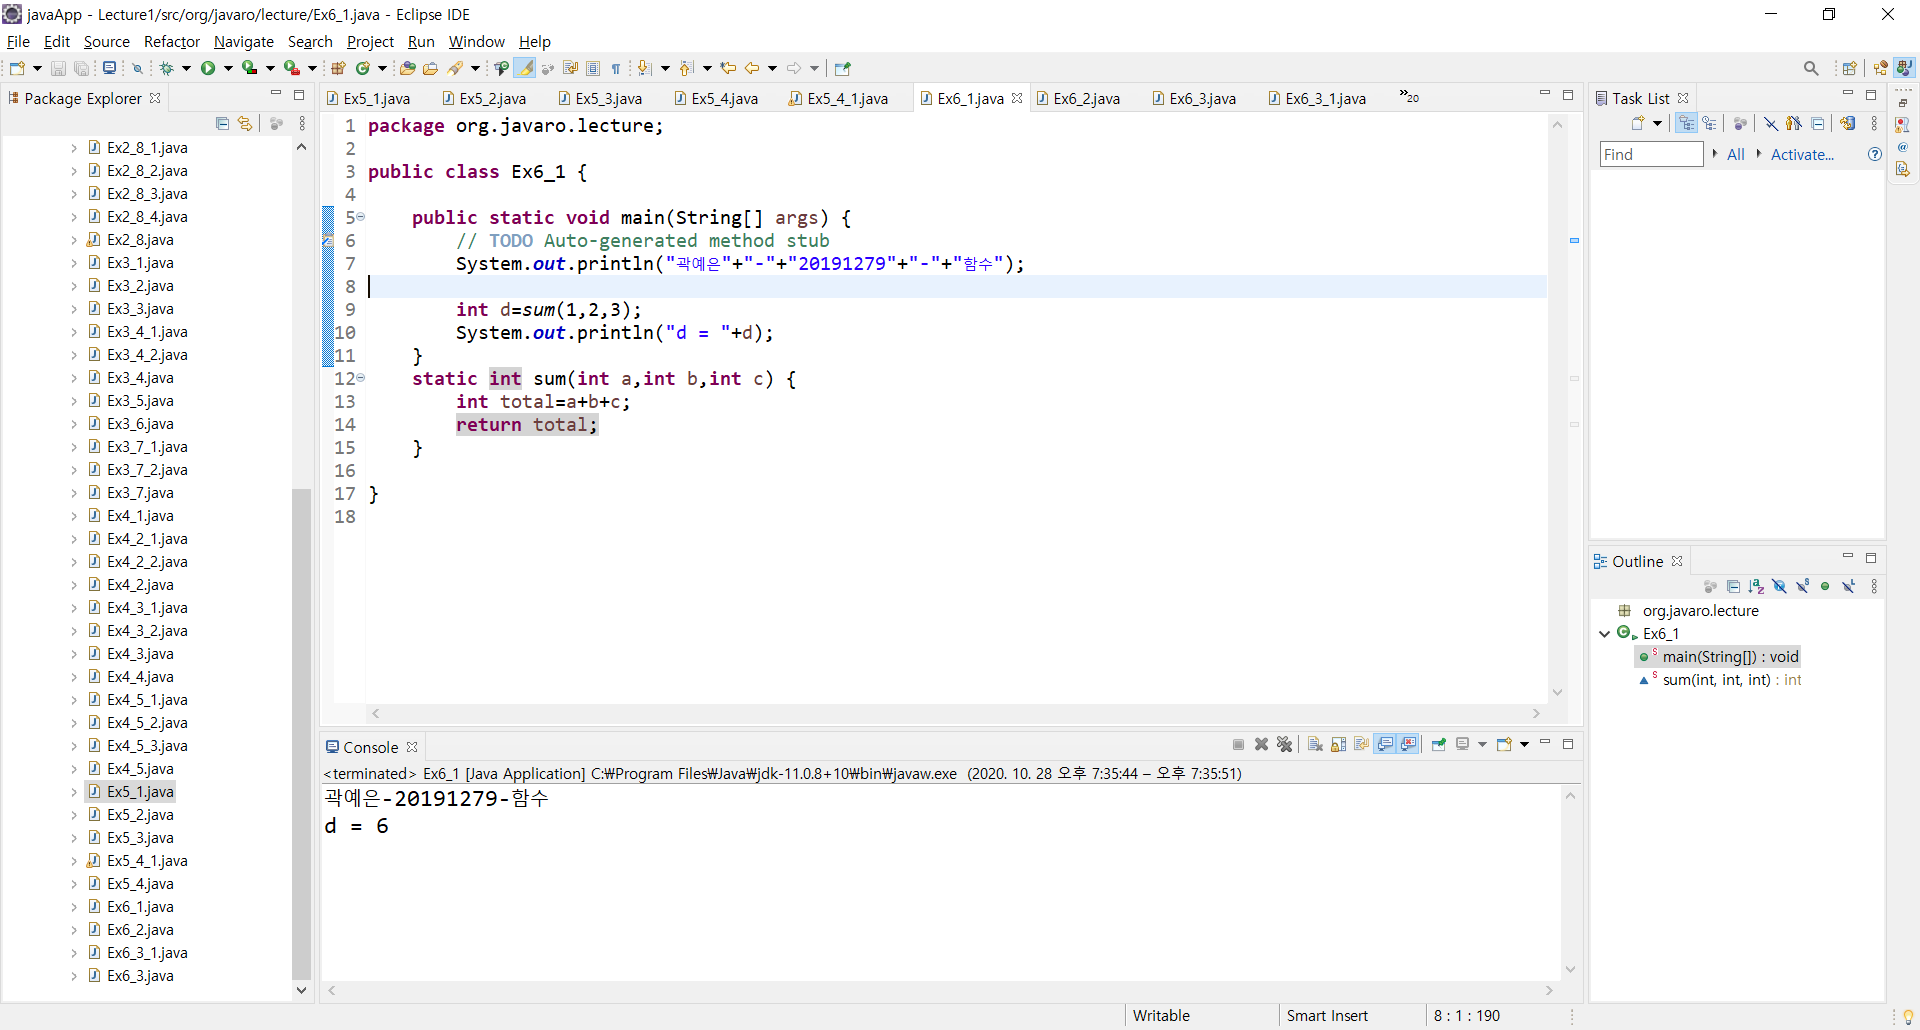 javaApp - Lecture1/src/org/javaro/lecture/Ex6_1.java - Eclipse IDE
File Edit Source Refactor Navigate Search Project Run Window Help
Package Explorer
Ex2_8_1.java
Ex2_8_2.java
Ex2_8_3.java
Ex2_8_4.java
Ex2_8.java
Ex3_1.java
Ex3_2.java
Ex3_3.java
Ex3_4_1.java
Ex3_4_2.java
Ex3_4.java
Ex3_5.java
Ex3_6.java
Ex3_7_1.java
Ex3_7_2.java
Ex3_7.java
Ex4_1.java
Ex4_2_1.java
Ex4_2_2.java
Ex4_2.java
Ex4_3_1.java
Ex4_3_2.java
Ex4_3.java
Ex4_4.java
Ex4_5_1.java
Ex4_5_2.java
Ex4_5_3.java
Ex4_5.java
Ex5_1.java
Ex5_2.java
Ex5_3.java
Ex5_4_1.java
Ex5_4.java
Ex6_1.java
Ex6_2.java
Ex6_3_1.java
Ex6_3.java
Ex5_1.java Ex5_2.java Ex5_3.java Ex5_4.java Ex5_4_1.java Ex6_1.java Ex6_2.java Ex6_3.java Ex6_3_1.java »20
1 package org.javaro.lecture;
2
3 public class Ex6_1 {
4
5 public static void main(String[] args) {
6 // TODO Auto-generated method stub
7 System.out.println("곽예은"+"-"+"20191279"+"-"+"함수");
8
9 int d=sum(1,2,3);
10 System.out.println("d = "+d);
11 }
12 static int sum(int a,int b,int c) {
13 int total=a+b+c;
14 return total;
15 }
16
17 }
18
Console
<terminated> Ex6_1 [Java Application] C:₩Program Files₩Java₩jdk-11.0.8+10₩bin₩javaw.exe (2020. 10. 28 오후 7:35:44 – 오후 7:35:51)
곽예은-20191279-함수
d = 6
Task List
Find All Activate...
Outline
org.javaro.lecture
Ex6_1
main(String[]) : void
sum(int, int, int) : int
Writable Smart Insert 8 : 1 : 190